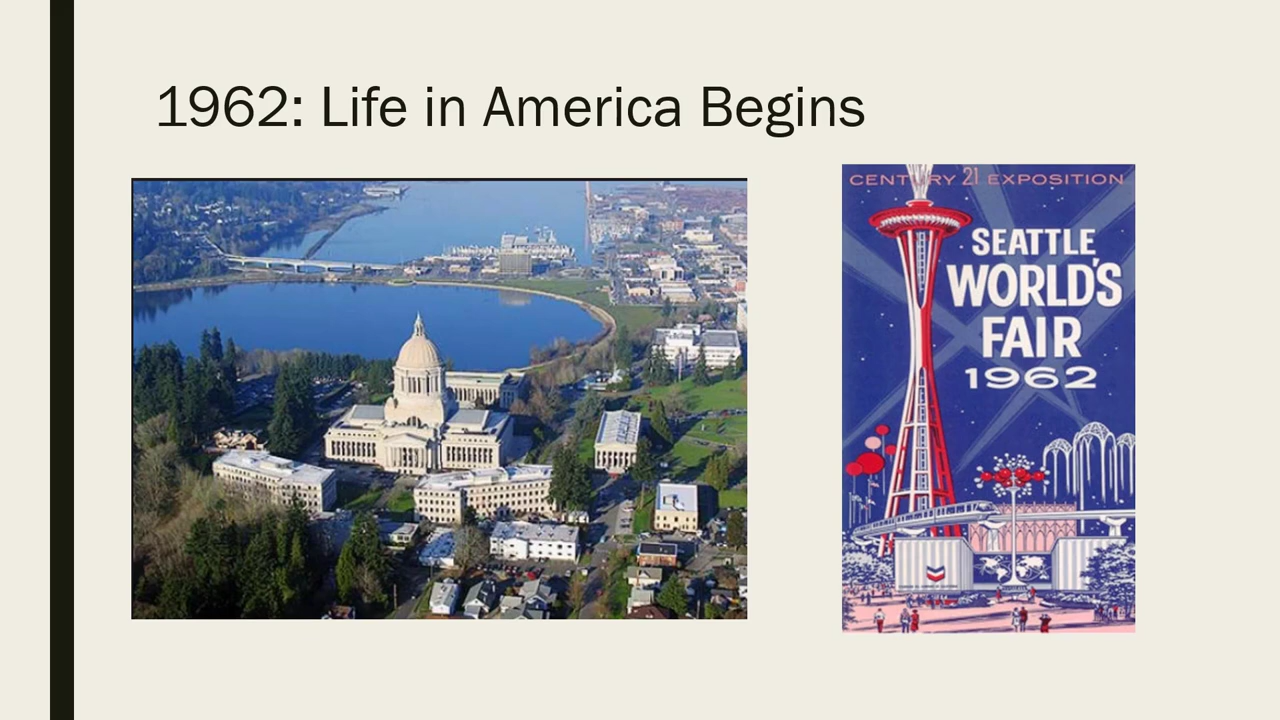 1962: Life in America Begins
CENTURY 21 EXPOSITION
SEATTLE
WORLD'S
FAIR
1962